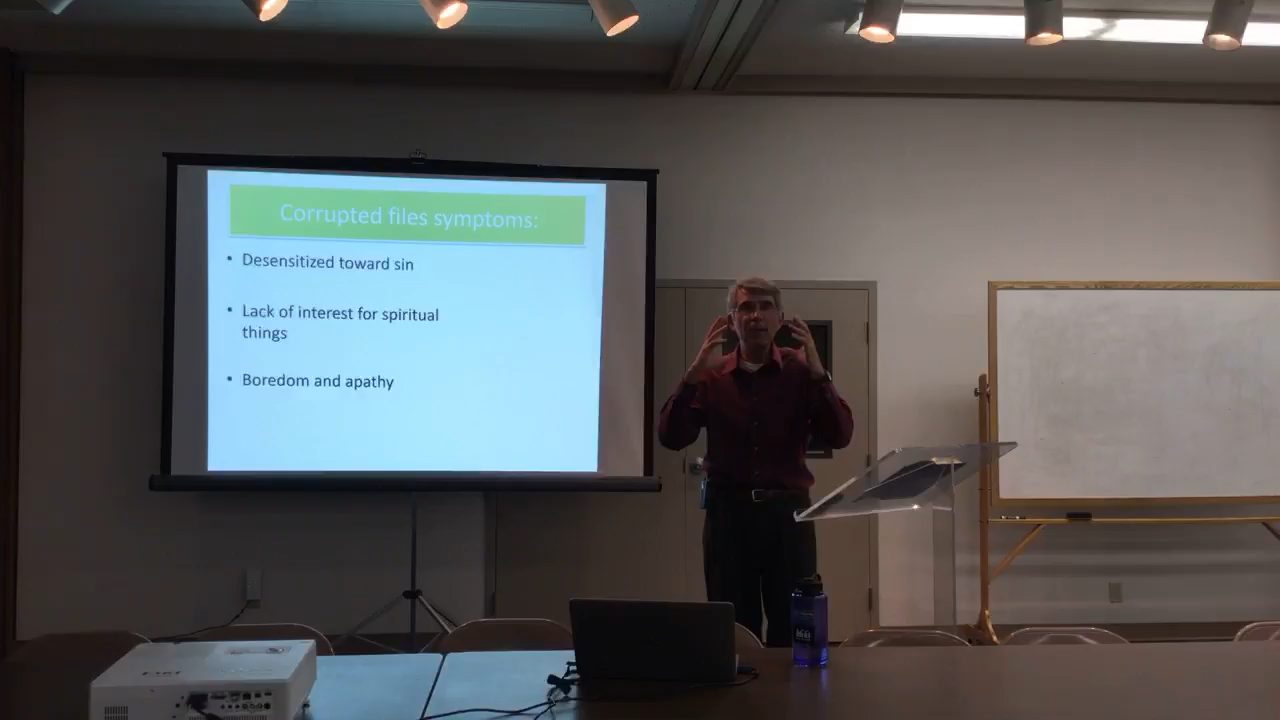 Corrupted files symptoms:
• Desensitized toward sin
• Lack of interest for spiritual
things
• Boredom and apathy